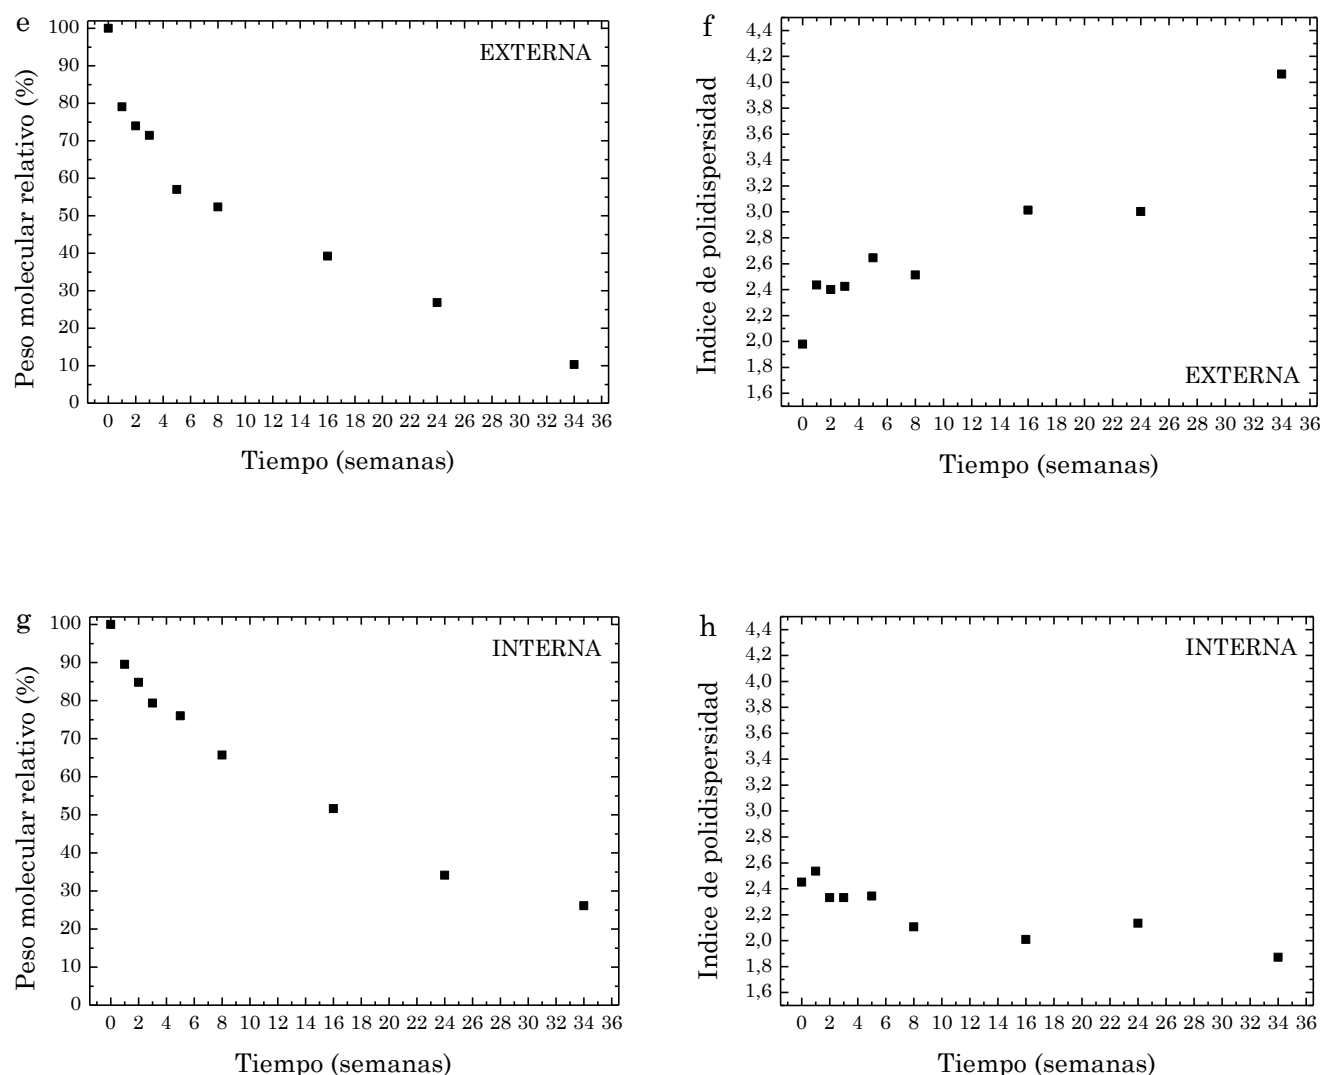 e
EXTERNA
Peso molecular relativo (%)
100
90
80
70
60
50
40
30
20
10
0
0 2 4 6 8 10 12 14 16 18 20 22 24 26 28 30 32 34 36
Tiempo (semanas)
f
EXTERNA
Indice de polidispersidad
4,4
4,2
4,0
3,8
3,6
3,4
3,2
3,0
2,8
2,6
2,4
2,2
2,0
1,8
1,6
0 2 4 6 8 10 12 14 16 18 20 22 24 26 28 30 32 34 36
Tiempo (semanas)
g
INTERNA
Peso molecular relativo (%)
100
90
80
70
60
50
40
30
20
10
0
0 2 4 6 8 10 12 14 16 18 20 22 24 26 28 30 32 34 36
Tiempo (semanas)
h
INTERNA
Indice de polidispersidad
4,4
4,2
4,0
3,8
3,6
3,4
3,2
3,0
2,8
2,6
2,4
2,2
2,0
1,8
1,6
0 2 4 6 8 10 12 14 16 18 20 22 24 26 28 30 32 34 36
Tiempo (semanas)